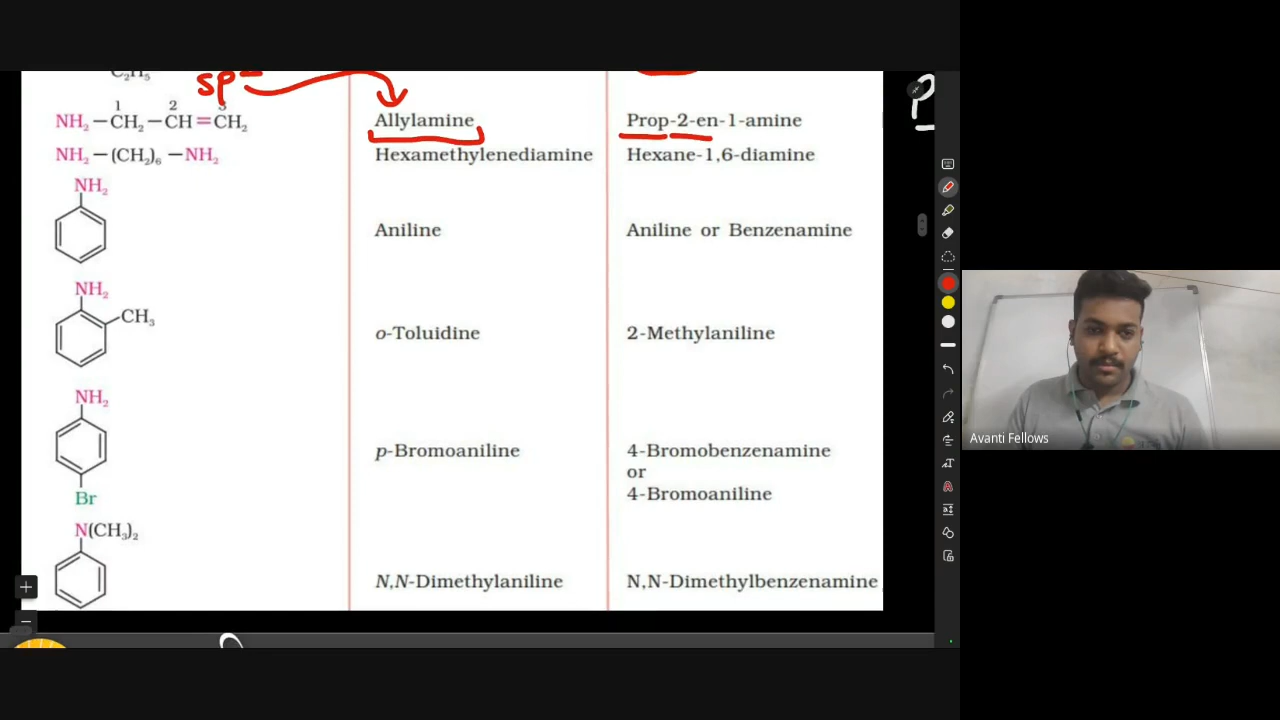 C₂H₅
sp²
1 2 3
NH₂ — CH₂ — CH = CH₂ Allylamine Prop-2-en-1-amine
NH₂ — (CH₂)₆ — NH₂ Hexamethylenediamine Hexane-1,6-diamine
NH₂
Aniline Aniline or Benzenamine
NH₂
CH₃
o-Toluidine 2-Methylaniline
NH₂
p-Bromoaniline 4-Bromobenzenamine
or
4-Bromoaniline
Br
N(CH₃)₂
N,N-Dimethylaniline N,N-Dimethylbenzenamine
Avanti Fellows